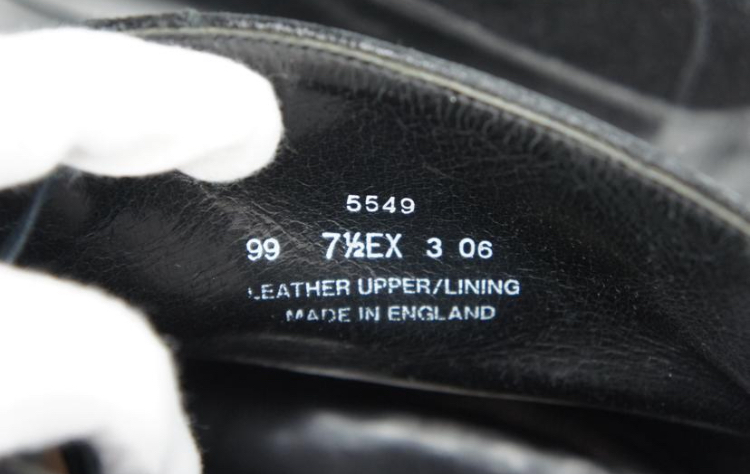 5549
99 7½EX 3 06
LEATHER UPPER/LINING
MADE IN ENGLAND